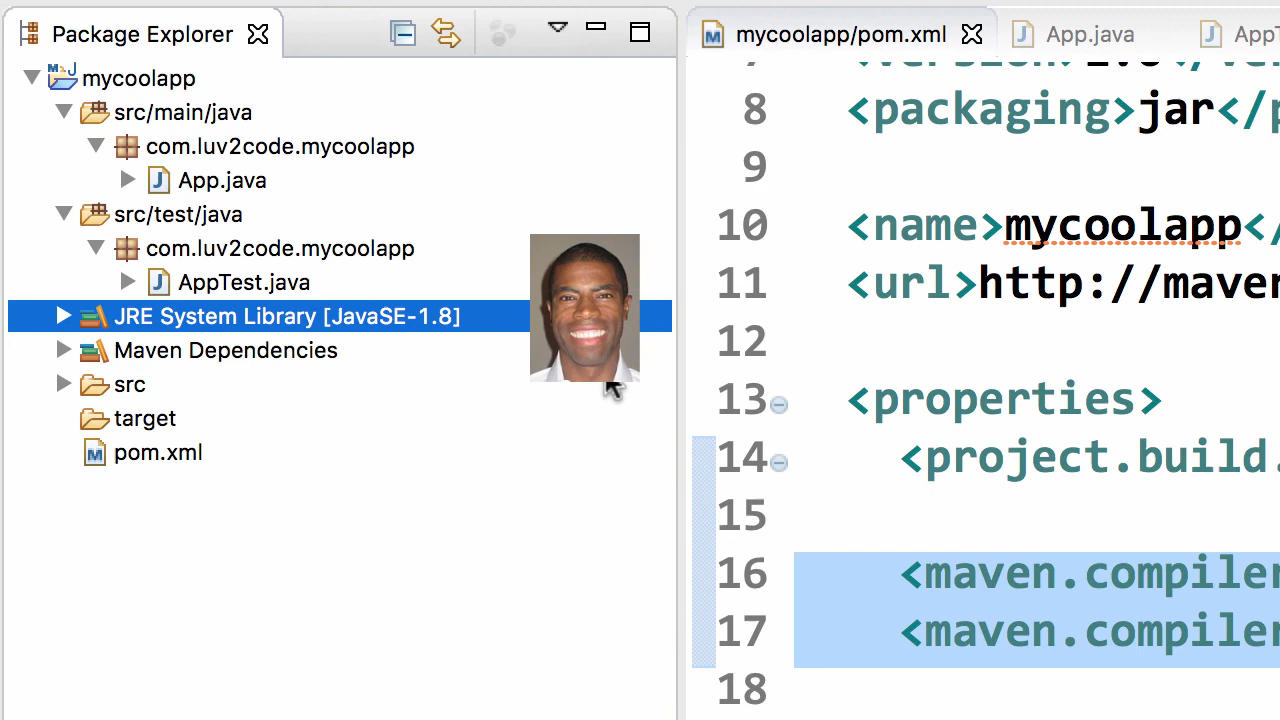 Package Explorer
mycoolapp
src/main/java
com.luv2code.mycoolapp
App.java
src/test/java
com.luv2code.mycoolapp
AppTest.java
JRE System Library [JavaSE-1.8]
Maven Dependencies
src
target
pom.xml
mycoolapp/pom.xml App.java
8 <packaging>jar</
9
10 <name>mycoolapp</
11 <url>http://maven
12
13 <properties>
14 <project.build.
15
16 <maven.compiler
17 <maven.compiler
18